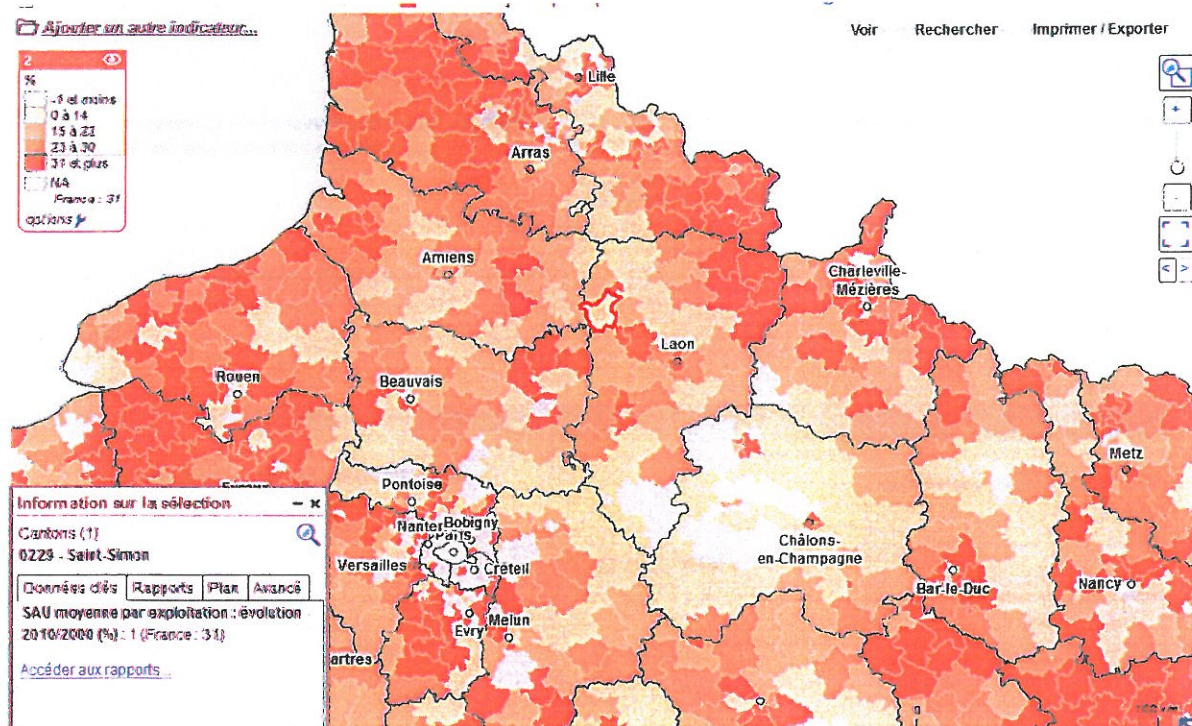 Ajouter un autre indicateur...
Voir Rechercher Imprimer / Exporter
2
%
-1 et moins
0 à 14
15 à 22
23 à 30
31 et plus
NA
France : 31
options
+
-
< >
Lille
Arras
Amiens
Charleville-
Mézières
Laon
Rouen
Beauvais
Metz
Pontoise
Nanter Bobigny
Paris
Versailles
Créteil
Châlons-
en-Champagne
Bar-le-Duc
Nancy
Evry
Melun
artres
Information sur la sélection - x
Cantons (1)
0229 - Saint-Simon
Données clés Rapports Plan Avancé
SAU moyenne par exploitation : évolution
2010/2000 (%) : 1 (France : 31)
Accéder aux rapports...